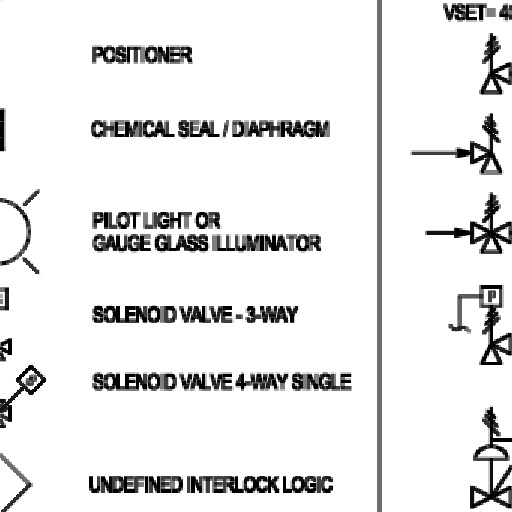 VSET= 4
POSITIONER
CHEMICAL SEAL / DIAPHRAGM
PILOT LIGHT OR
GAUGE GLASS ILLUMINATOR
SOLENOID VALVE - 3-WAY
P
SOLENOID VALVE 4-WAY SINGLE
UNDEFINED INTERLOCK LOGIC